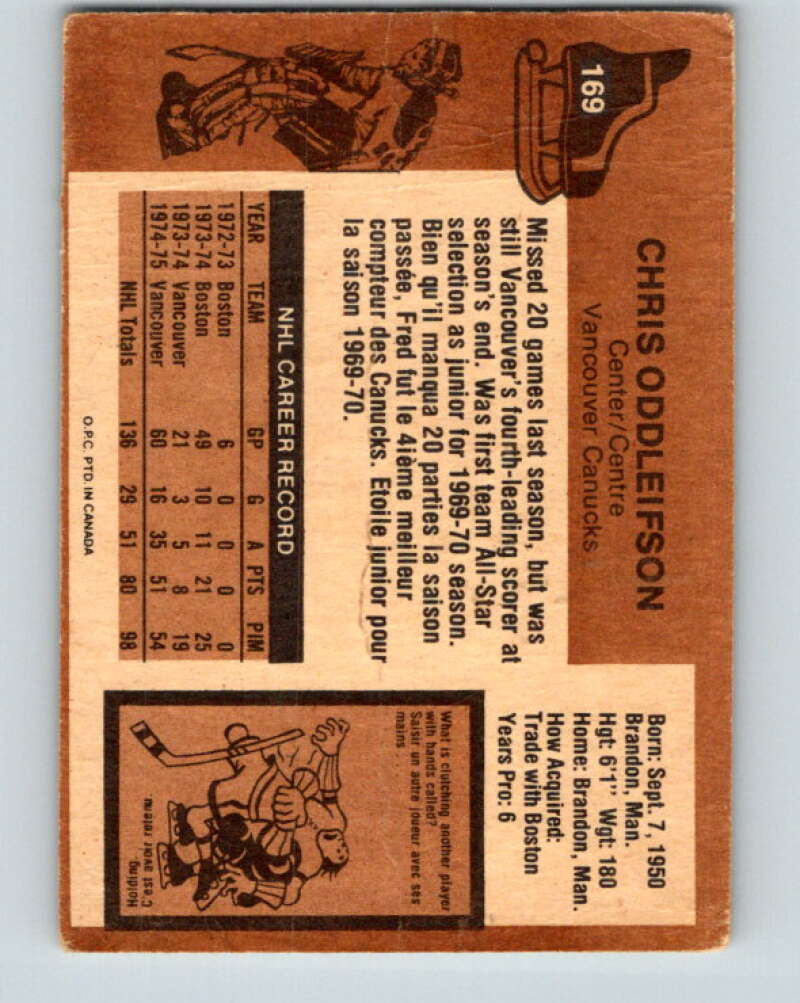 169
CHRIS ODDLEIFSON
Center/Centre
Vancouver Canucks
Born: Sept. 7, 1950
Brandon, Man.
Hgt: 6'1" Wgt: 180
Home: Brandon, Man.
How Acquired:
Trade with Boston
Years Pro: 6
Missed 20 games last season, but was
still Vancouver's fourth-leading scorer at
season's end. Was first team All-Star
selection as junior for 1969-70 season.
Bien qu'il manqua 20 parties la saison
passée, Fred fut le 4ième meilleur
compteur des Canucks. Etoile junior pour
la saison 1969-70.
NHL CAREER RECORD
YEAR TEAM GP G A PTS PIM
1972-73 Boston 6 0 0 0 0
1973-74 Boston 49 10 11 21 25
1973-74 Vancouver 21 3 5 8 19
1974-75 Vancouver 60 16 35 51 54
NHL Totals 136 29 51 80 98
What is clutching another player
with hands called?
Saisir un autre joueur avec ses
mains . .
Holding.
C'est avoir retenu.
O.P.C. PTD. IN CANADA